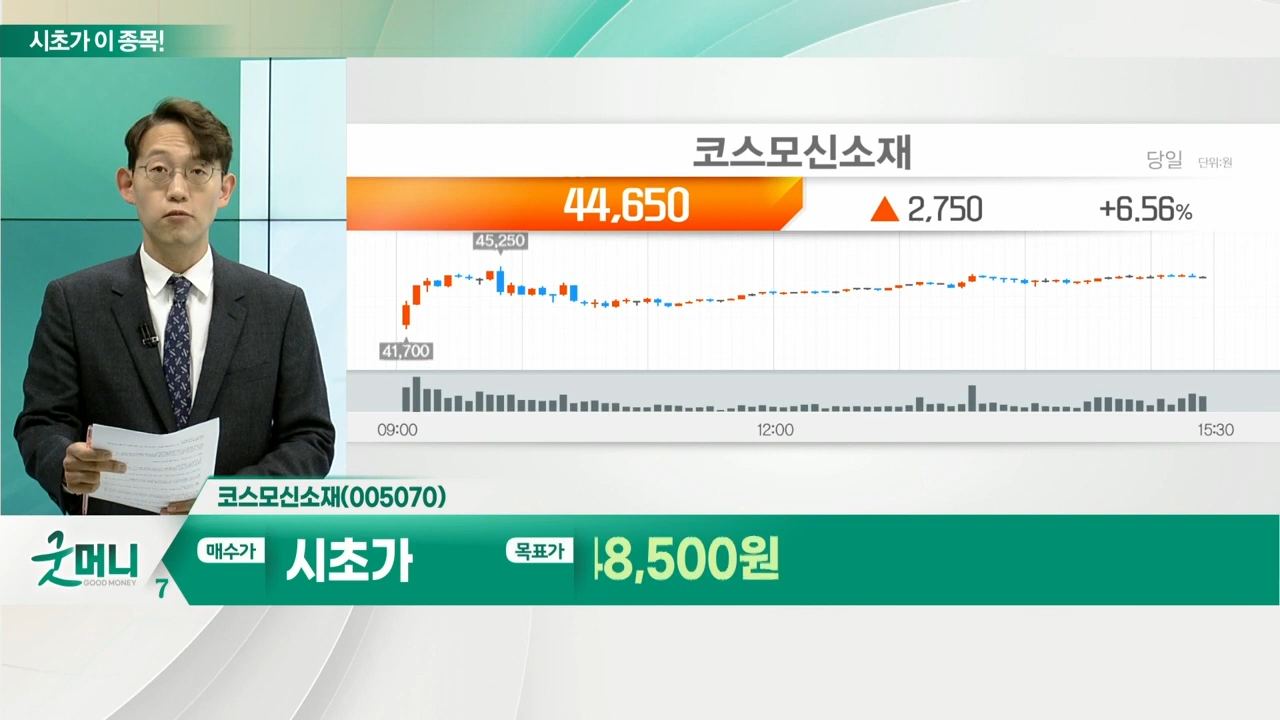 시초가 이 종목!
코스모신소재
당일 단위:원
44,650 ▲ 2,750 +6.56%
45,250
41,700
09:00 12:00 15:30
코스모신소재(005070)
굿머니
GOOD MONEY
7
매수가 시초가 목표가 48,500원